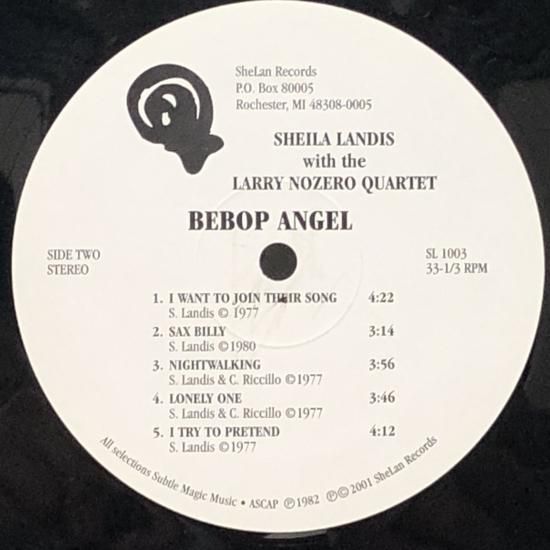 SheLan Records
P.O. Box 80005
Rochester, MI 48308-0005
SHEILA LANDIS
with the
LARRY NOZERO QUARTET
BEBOP ANGEL
SIDE TWO
STEREO
SL 1003
33-1/3 RPM
1. I WANT TO JOIN THEIR SONG 4:22
S. Landis © 1977
2. SAX BILLY 3:14
S. Landis ©1980
3. NIGHTWALKING 3:56
S. Landis & C. Riccillo ©1977
4. LONELY ONE 3:46
S. Landis & C. Riccillo ©1977
5. I TRY TO PRETEND 4:12
S. Landis ©1977
All selections Subtle Magic Music • ASCAP ℗1982 ℗© 2001 SheLan Records